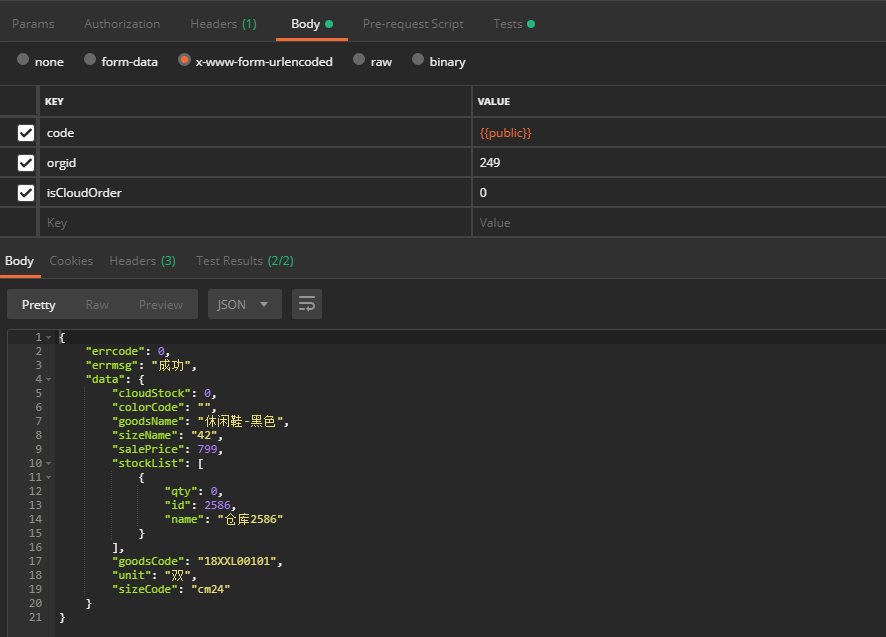 Params Authorization Headers (1) Body Pre-request Script Tests
none form-data x-www-form-urlencoded raw binary
KEY VALUE
code {{public}}
orgid 249
isCloudOrder 0
Key Value
Body Cookies Headers (3) Test Results (2/2)
Pretty Raw Preview JSON
1 {
2 "errcode": 0,
3 "errmsg": "成功",
4 "data": {
5 "cloudStock": 0,
6 "colorCode": "",
7 "goodsName": "休闲鞋-黑色",
8 "sizeName": "42",
9 "salePrice": 799,
10 "stockList": [
11 {
12 "qty": 0,
13 "id": 2586,
14 "name": "仓库2586"
15 }
16 ],
17 "goodsCode": "18XXL00101",
18 "unit": "双",
19 "sizeCode": "cm24"
20 }
21 }